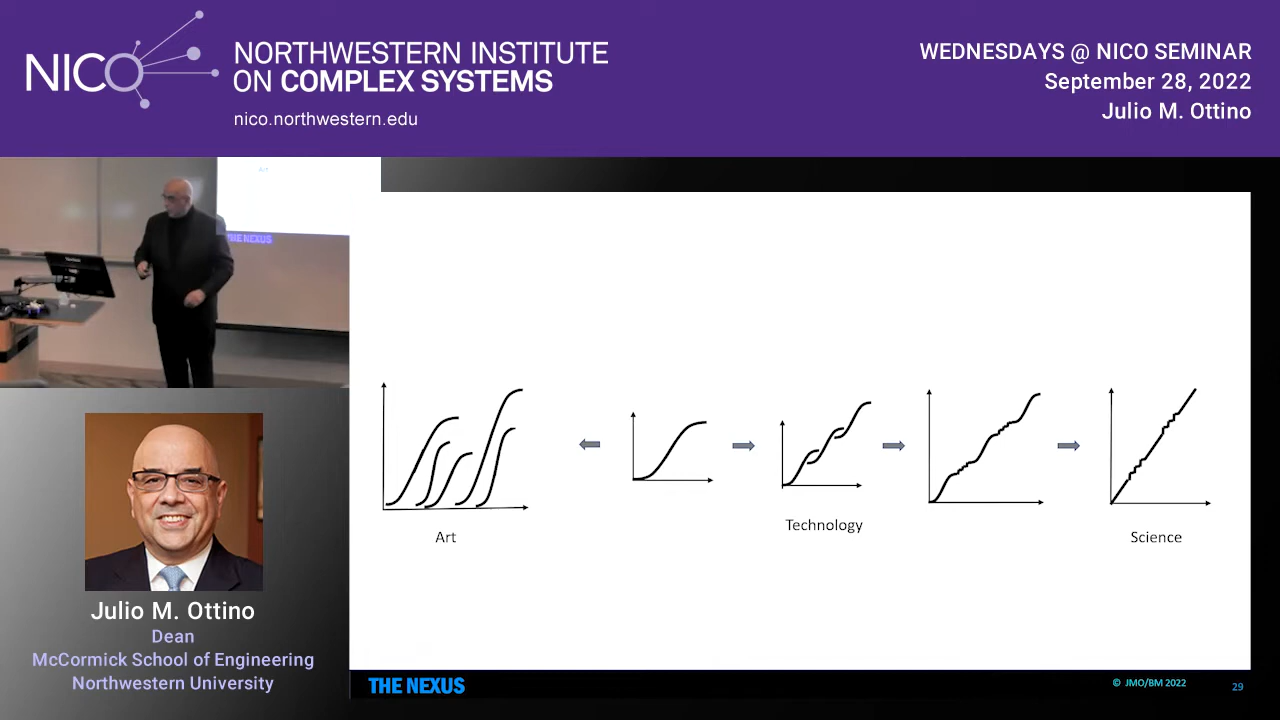 NICO
NORTHWESTERN INSTITUTE
ON COMPLEX SYSTEMS
nico.northwestern.edu
WEDNESDAYS @ NICO SEMINAR
September 28, 2022
Julio M. Ottino
Art
THE NEXUS
Art
Technology
Science
Julio M. Ottino
Dean
McCormick School of Engineering
Northwestern University
THE NEXUS
© JMO/BM 2022
29